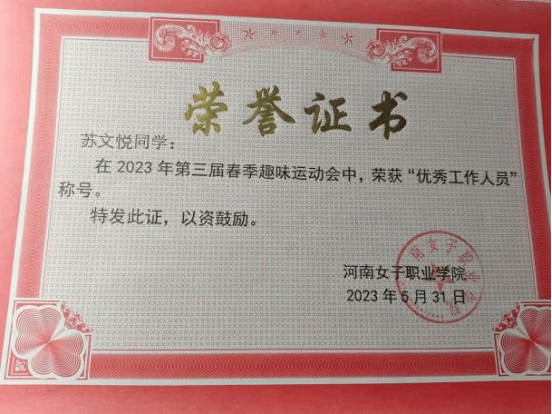 荣誉证书
苏文悦同学：
在 2023 年第三届春季趣味运动会中，荣获 “优秀工作人员”
称号。
特发此证，以资鼓励。
河南女子职业学院
2023 年 5 月 31 日